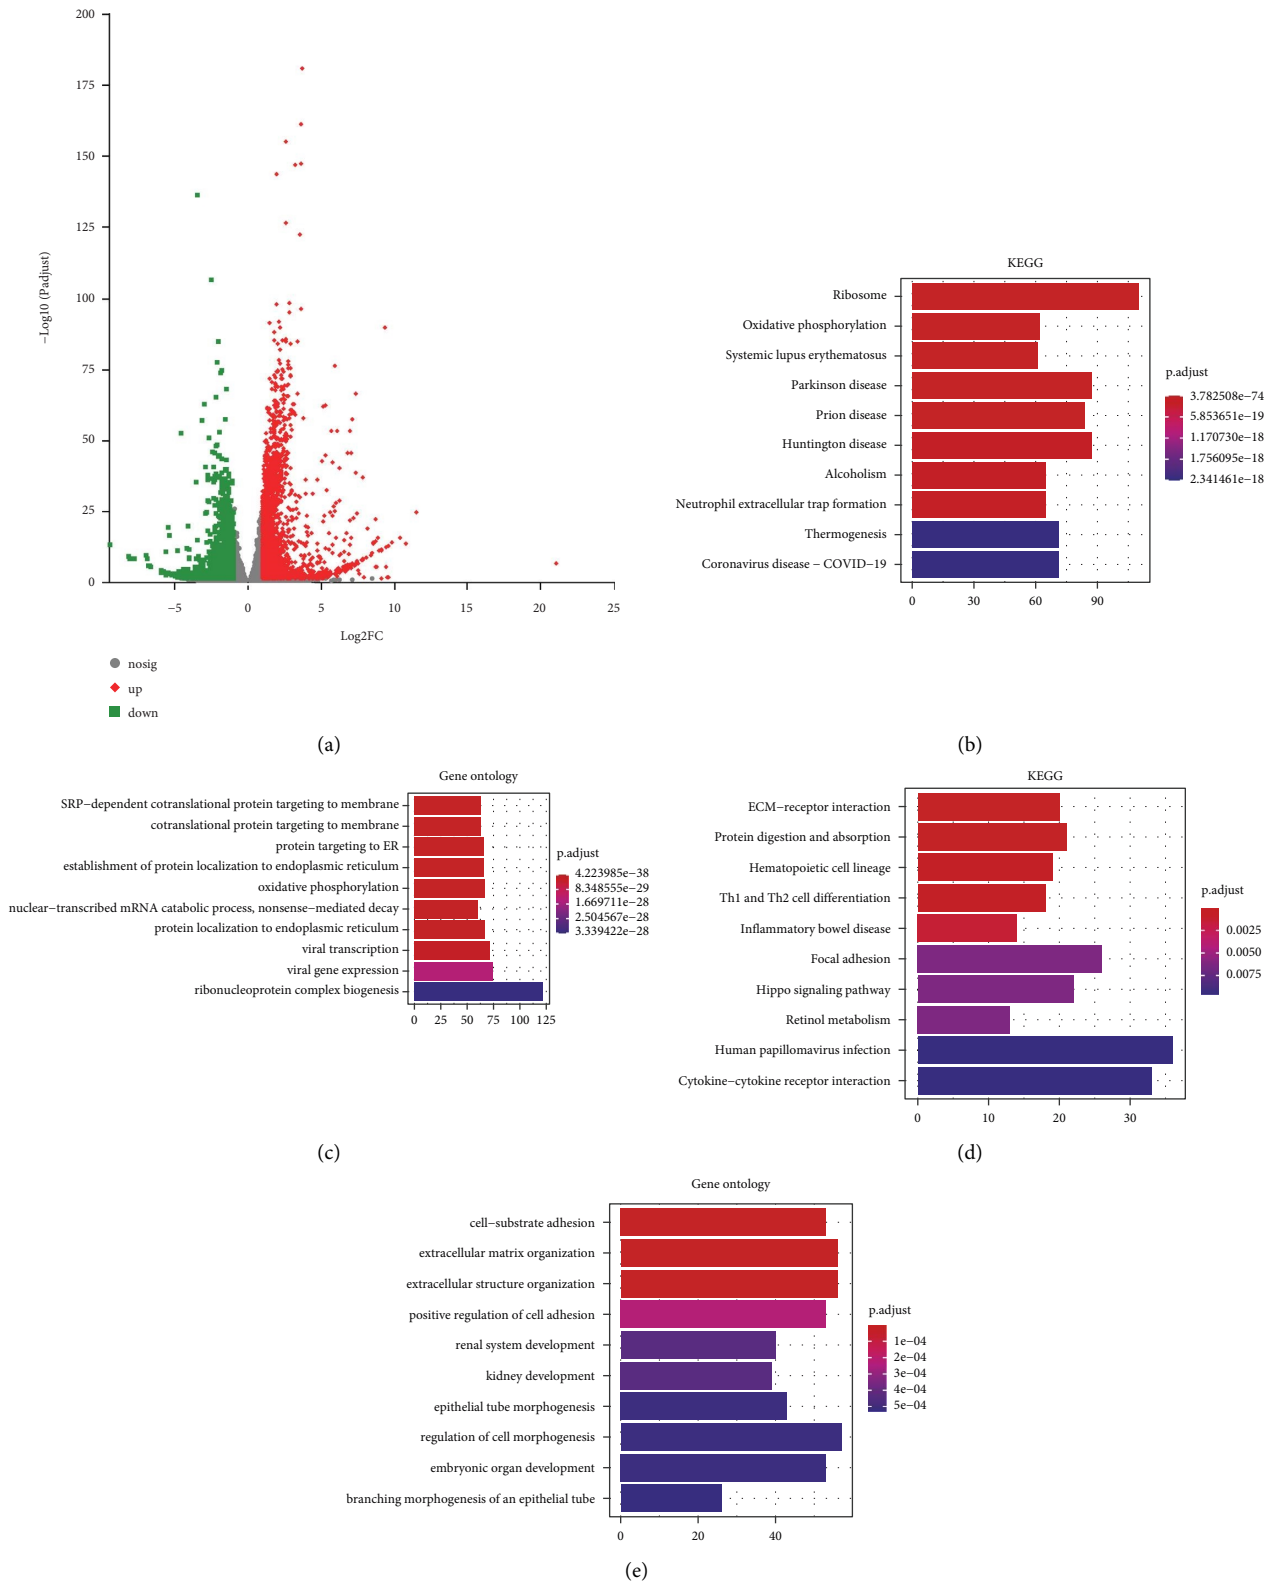 200
175
150
125
100
75
50
25
0
−Log10 (Padjust)
−5 0 5 10 15 20 25
Log2FC
nosig
up
down
(a)
KEGG
Ribosome
Oxidative phosphorylation
Systemic lupus erythematosus
Parkinson disease
Prion disease
Huntington disease
Alcoholism
Neutrophil extracellular trap formation
Thermogenesis
Coronavirus disease − COVID−19
0 30 60 90
p.adjust
3.782508e−74
5.853651e−19
1.170730e−18
1.756095e−18
2.341461e−18
(b)
Gene ontology
SRP−dependent cotranslational protein targeting to membrane
cotranslational protein targeting to membrane
protein targeting to ER
establishment of protein localization to endoplasmic reticulum
oxidative phosphorylation
nuclear-transcribed mRNA catabolic process, nonsense−mediated decay
protein localization to endoplasmic reticulum
viral transcription
viral gene expression
ribonucleoprotein complex biogenesis
0 25 50 75 100 125
p.adjust
4.223985e−38
8.348555e−29
1.669711e−28
2.504567e−28
3.339422e−28
(c)
KEGG
ECM−receptor interaction
Protein digestion and absorption
Hematopoietic cell lineage
Th1 and Th2 cell differentiation
Inflammatory bowel disease
Focal adhesion
Hippo signaling pathway
Retinol metabolism
Human papillomavirus infection
Cytokine−cytokine receptor interaction
0 10 20 30
p.adjust
0.0025
0.0050
0.0075
(d)
Gene ontology
cell−substrate adhesion
extracellular matrix organization
extracellular structure organization
positive regulation of cell adhesion
renal system development
kidney development
epithelial tube morphogenesis
regulation of cell morphogenesis
embryonic organ development
branching morphogenesis of an epithelial tube
0 20 40
p.adjust
1e−04
2e−04
3e−04
4e−04
5e−04
(e)